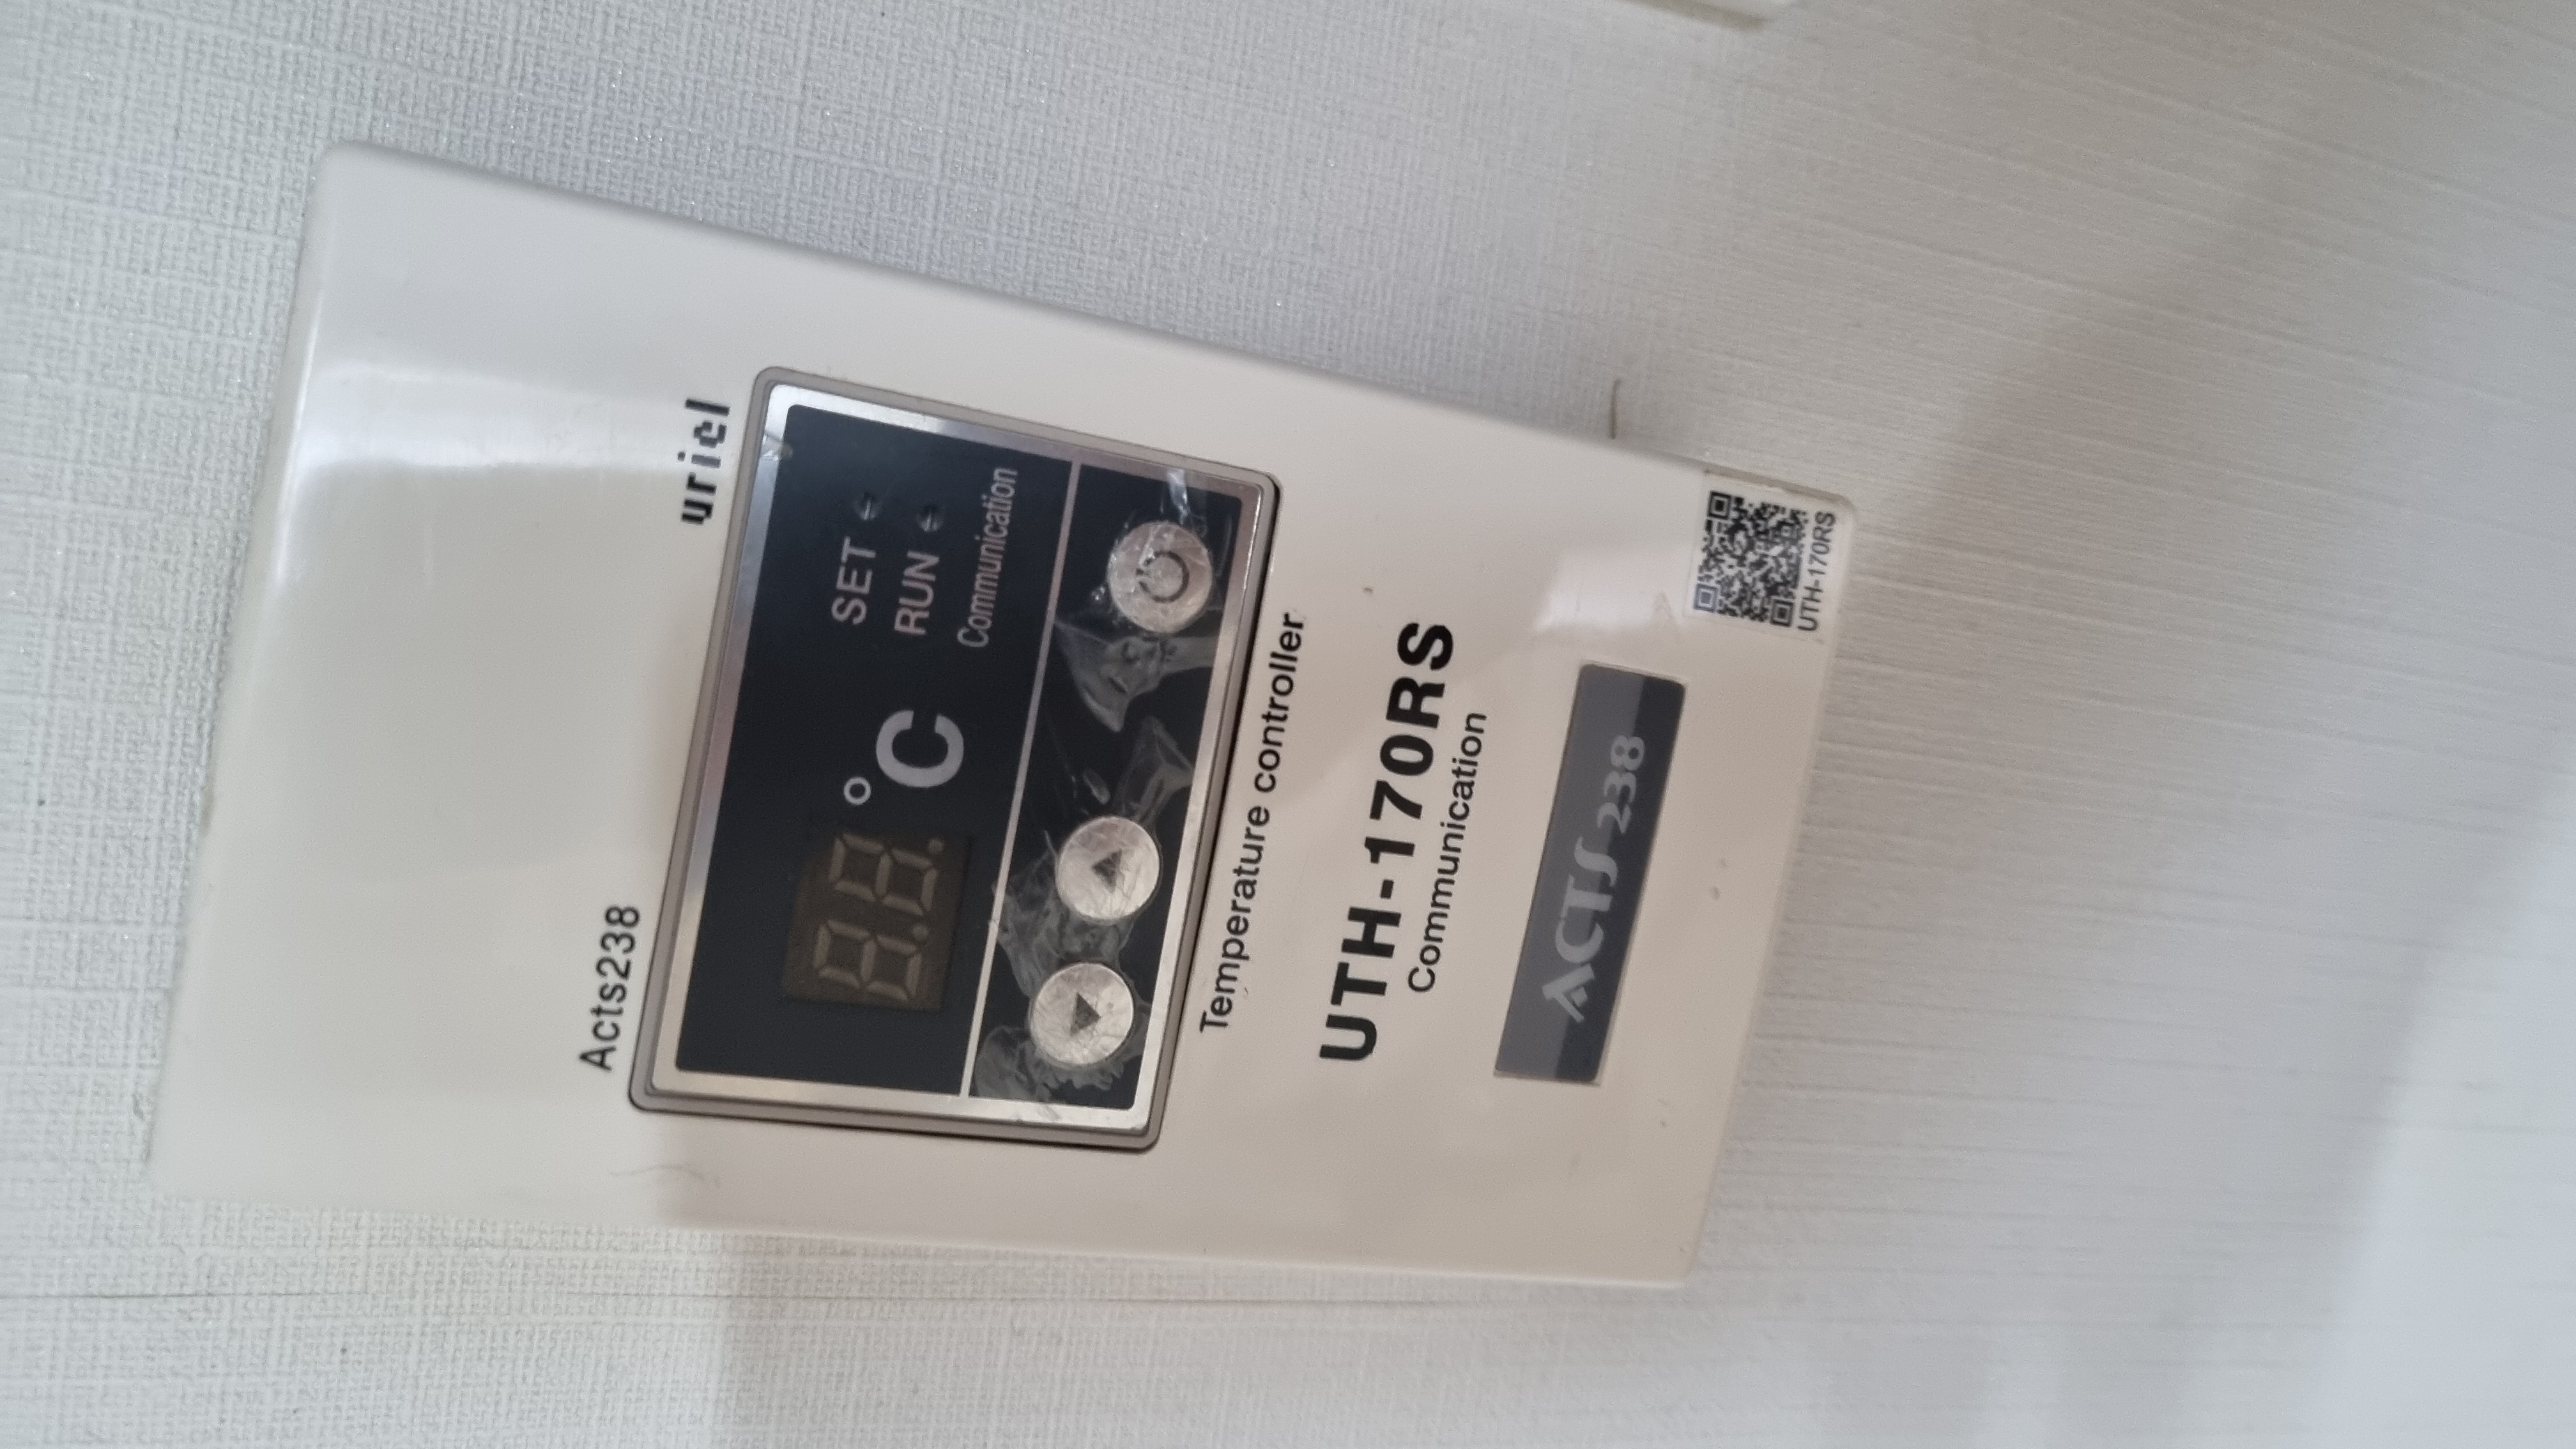 Acts238
uriel
°C
SET
RUN
Communication
Temperature controller
UTH-170RS
Communication
ACTS 238
UTH-170RS